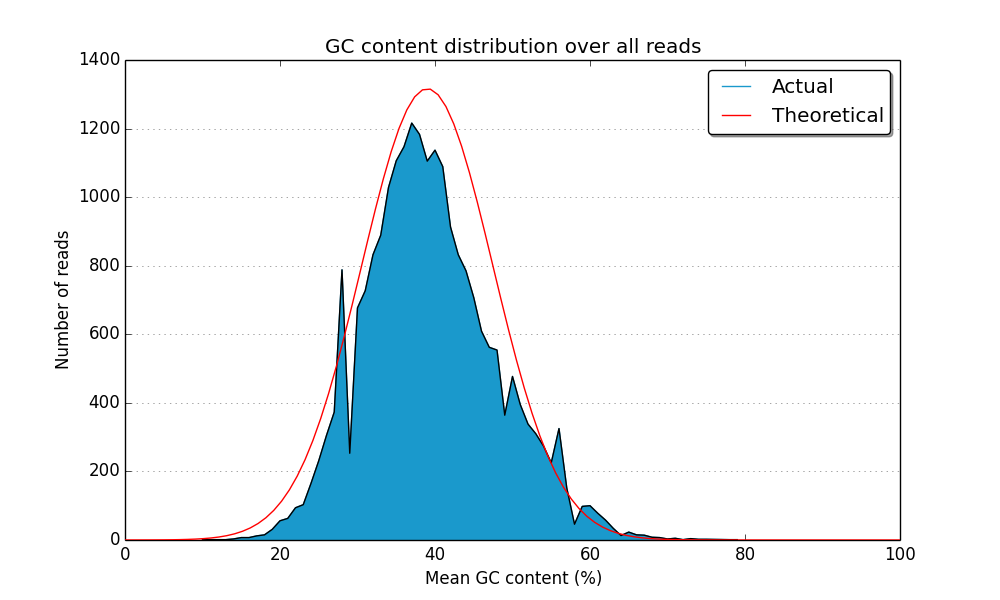 GC content distribution over all reads
1400
1200
1000
800
600
400
200
0
Number of reads
Actual
Theoretical
0 20 40 60 80 100
Mean GC content (%)